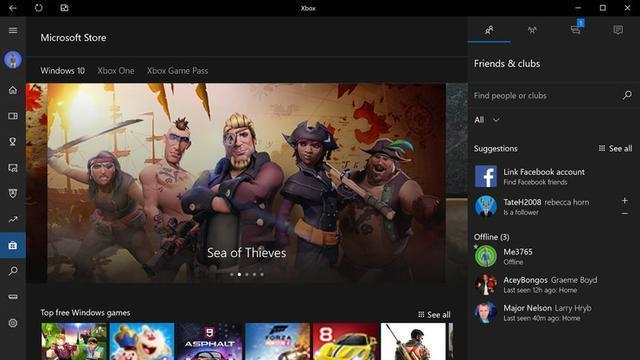 Xbox
Microsoft Store
1
Windows 10 Xbox One Xbox Game Pass
Friends & clubs
Find people or clubs
All
Suggestions See all
Link Facebook account
Find Facebook friends
TateH2008 rebecca horn
Is a follower
Sea of Thieves
Offline (3)
Me3765
Offline
AceyBongos Graeme Boyd
Last seen 12h ago: Home
Major Nelson Larry Hryb
Last seen 40m ago: Home
Top free Windows games See all
ASPHALT
FORZA
8